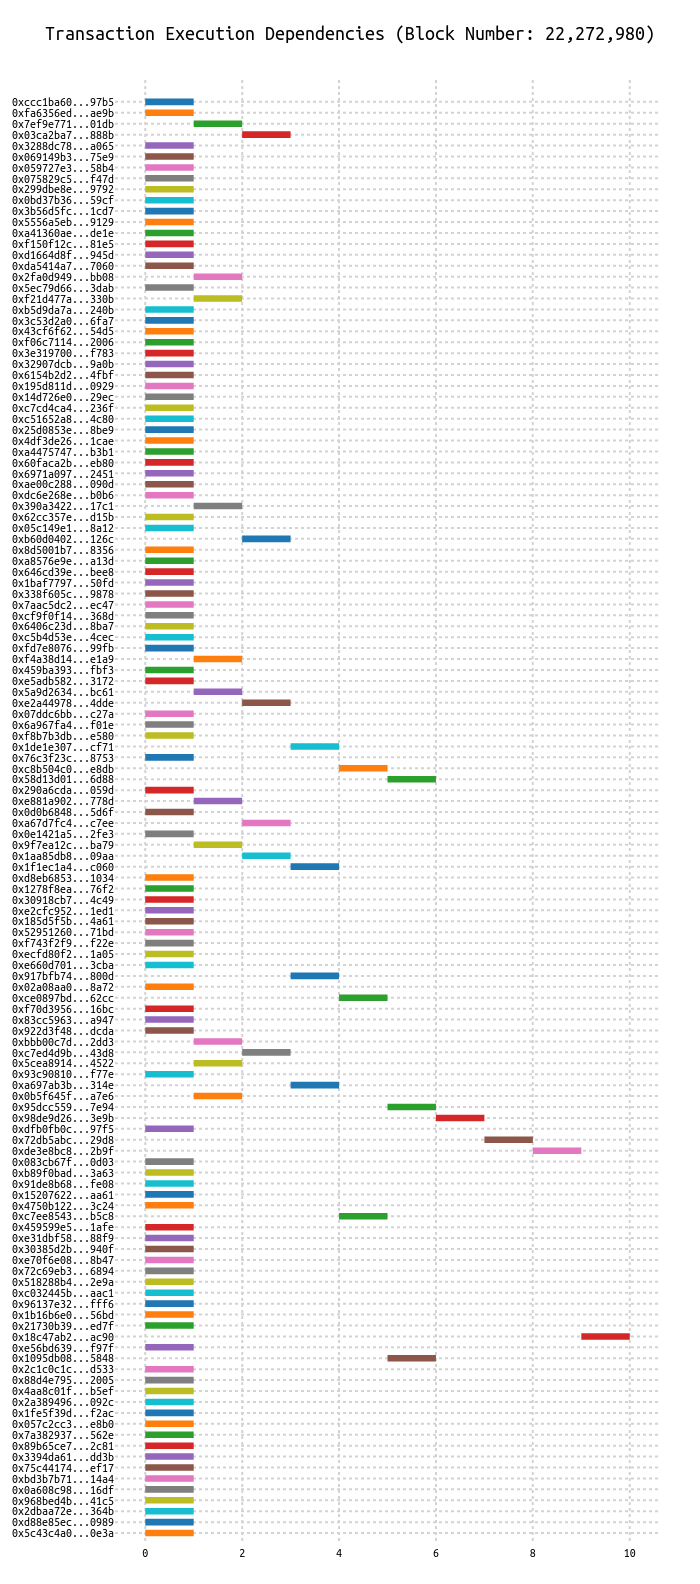 Transaction Execution Dependencies (Block Number: 22,272,980)
0xccc1ba60...97b5
0xfa6356ed...ae9b
0x7ef9e771...01db
0x03ca2ba7...888b
0x3288dc78...a065
0x069149b3...75e9
0x059727e3...58b4
0x075829c5...f47d
0x299dbe8e...9792
0x0bd37b36...59cf
0x3b56d5fc...1cd7
0x5556a5eb...9129
0xa41360ae...de1e
0xf150f12c...81e5
0xd1664d8f...945d
0xda5414a7...7060
0x2fa0d949...bb08
0x5ec79d66...3dab
0xf21d477a...330b
0xb5d9da7a...240b
0x3c53d2a0...6fa7
0x43cf6f62...54d5
0xf06c7114...2006
0x3e319700...f783
0x32907dcb...9a0b
0x6154b2d2...4fbf
0x195d811d...0929
0x14d726e0...29ec
0xc7cd4ca4...236f
0xc51652a8...4c80
0x25d0853e...8be9
0x4df3de26...1cae
0xa4475747...b3b1
0x60faca2b...eb80
0x6971a097...2451
0xae00c288...090d
0xdc6e268e...b0b6
0x390a3422...17c1
0x62cc357e...d15b
0x05c149e1...8a12
0xb60d0402...126c
0x8d5001b7...8356
0xa8576e9e...a13d
0x646cd39e...bee8
0x1baf7797...50fd
0x338f605c...9878
0x7aac5dc2...ec47
0xcf9f0f14...368d
0x6406c23d...8ba7
0xc5b4d53e...4cec
0xfd7e8076...99fb
0xf4a38d14...e1a9
0x459ba393...fbf3
0xe5adb582...3172
0x5a9d2634...bc61
0xe2a44978...4dde
0x07ddc6bb...c27a
0x6a967fa4...f01e
0xf8b7b3db...e580
0x1de1e307...cf71
0x76c3f23c...8753
0xc8b504c0...e8db
0x58d13d01...6d88
0x290a6cda...059d
0xe881a902...778d
0x0d0b6848...5d6f
0xa67d7fc4...c7ee
0x0e1421a5...2fe3
0x9f7ea12c...ba79
0x1aa85db8...09aa
0x1f1ec1a4...c060
0xd8eb6853...1034
0x1278f8ea...76f2
0x30918cb7...4c49
0xe2cfc952...1ed1
0x185d5f5b...4a61
0x52951260...71bd
0xf743f2f9...f22e
0xecfd80f2...1a05
0xe660d701...3cba
0x917bfb74...800d
0x02a08aa0...8a72
0xce0897bd...62cc
0xf70d3956...16bc
0x83cc5963...a947
0x922d3f48...dcda
0xbbb00c7d...2dd3
0xc7ed4d9b...43d8
0x5cea8914...4522
0x93c90810...f77e
0xa697ab3b...314e
0x0b5f645f...a7e6
0x95dcc559...7e94
0x98de9d26...3e9b
0xdfb0fb0c...97f5
0x72db5abc...29d8
0xde3e8bc8...2b9f
0x083cb67f...0d03
0xb89f0bad...3a63
0x91de8b68...fe08
0x15207622...aa61
0x4750b122...3c24
0xc7ee8543...b5c8
0x459599e5...1afe
0xe31dbf58...88f9
0x30385d2b...940f
0xe70f6e08...8b47
0x72c69eb3...6894
0x518288b4...2e9a
0xc032445b...aac1
0x96137e32...fff6
0x1b16b6e0...56bd
0x21730b39...ed7f
0x18c47ab2...ac90
0xe56bd639...f97f
0x1095db08...5848
0x2c1c0c1c...d533
0x88d4e795...2005
0x4aa8c01f...b5ef
0x2a389496...092c
0x1fe5f39d...f2ac
0x057c2cc3...e8b0
0x7a382937...562e
0x89b65ce7...2c81
0x3394da61...dd3b
0x75c44174...ef17
0xbd3b7b71...14a4
0x0a608c98...16df
0x968bed4b...41c5
0x2dbaa72e...364b
0xd88e85ec...0989
0x5c43c4a0...0e3a
0 2 4 6 8 10